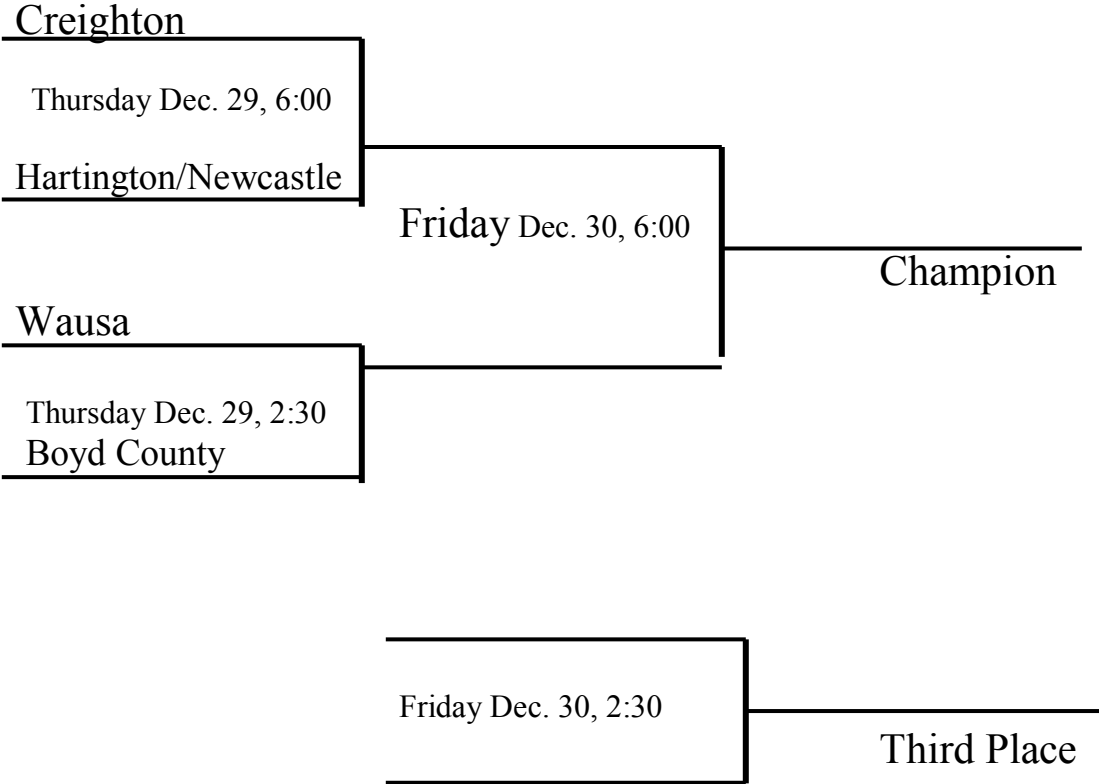 Creighton
Thursday Dec. 29, 6:00
Hartington/Newcastle
Friday Dec. 30, 6:00
Champion
Wausa
Thursday Dec. 29, 2:30
Boyd County
Friday Dec. 30, 2:30
Third Place